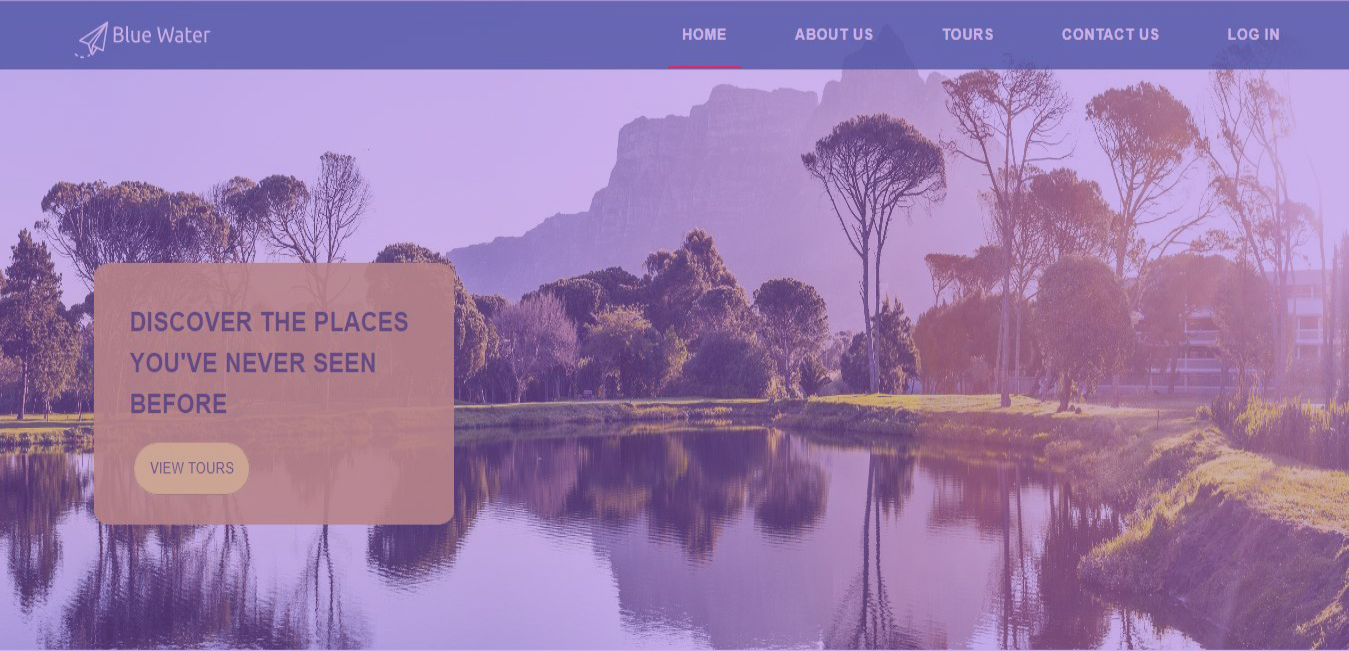 Blue Water
HOME
ABOUT US
TOURS
CONTACT US
LOG IN
DISCOVER THE PLACES
YOU'VE NEVER SEEN
BEFORE
VIEW TOURS